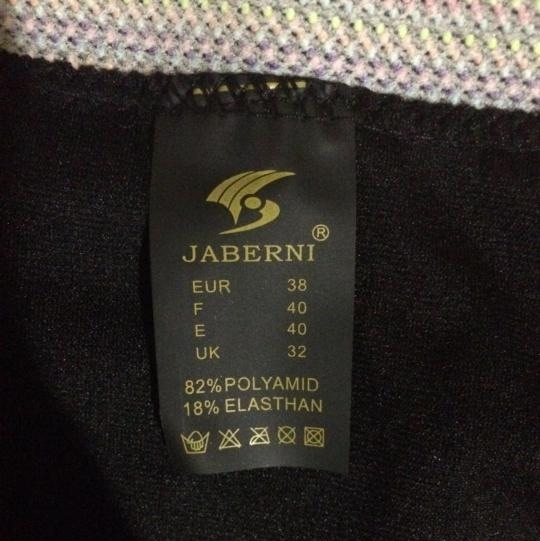 JABERNI®
EUR 38
F 40
E 40
UK 32
82% POLYAMID
18% ELASTHAN